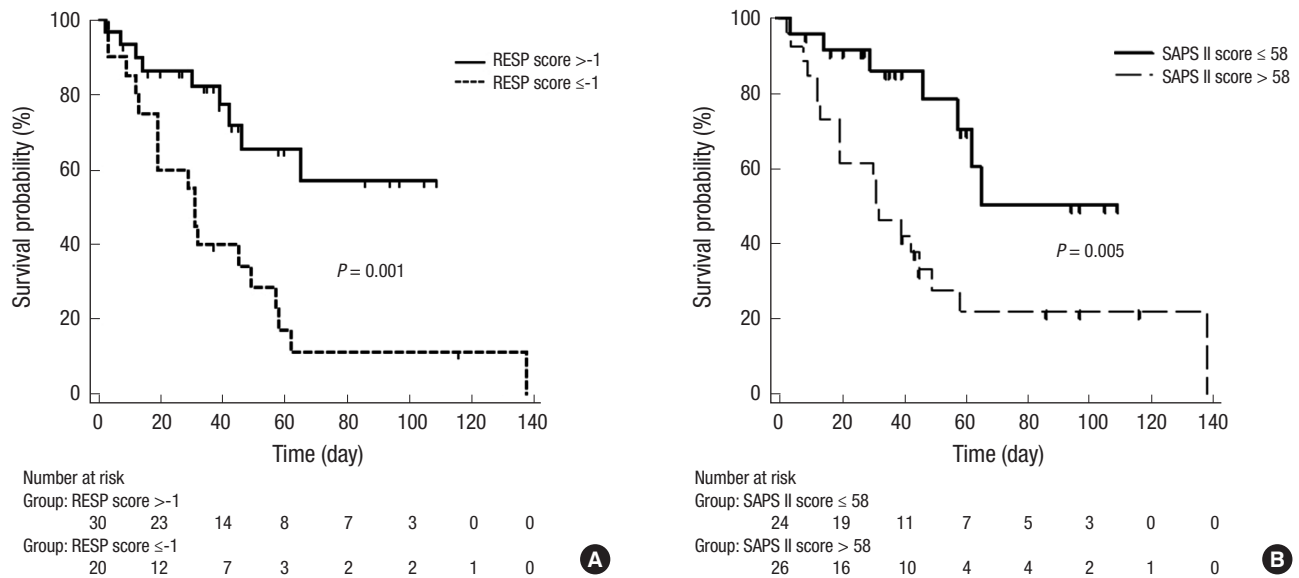 100
80
60
40
20
0
Survival probability (%)
RESP score >-1
RESP score ≤-1
P = 0.001
0 20 40 60 80 100 120 140
Time (day)
Number at risk
Group: RESP score >-1
30 23 14 8 7 3 0 0
Group: RESP score ≤-1
20 12 7 3 2 2 1 0
A
100
80
60
40
20
0
Survival probability (%)
SAPS II score ≤ 58
SAPS II score > 58
P = 0.005
0 20 40 60 80 100 120 140
Time (day)
Number at risk
Group: SAPS II score ≤ 58
24 19 11 7 5 3 0 0
Group: SAPS II score > 58
26 16 10 4 4 2 1 0
B